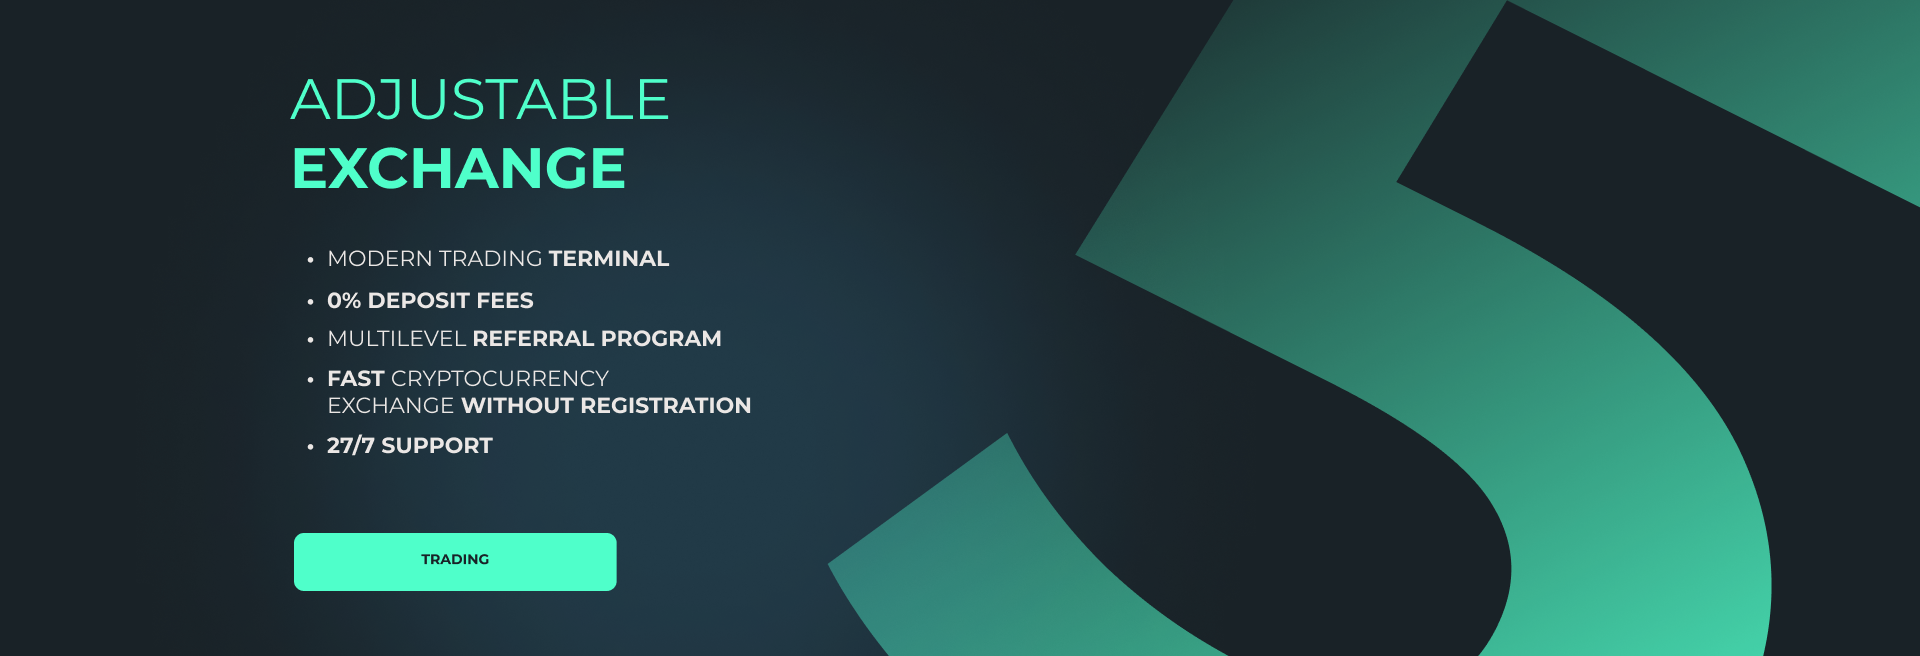 ADJUSTABLE
EXCHANGE
• MODERN TRADING TERMINAL
• 0% DEPOSIT FEES
• MULTILEVEL REFERRAL PROGRAM
• FAST CRYPTOCURRENCY
EXCHANGE WITHOUT REGISTRATION
• 27/7 SUPPORT
TRADING